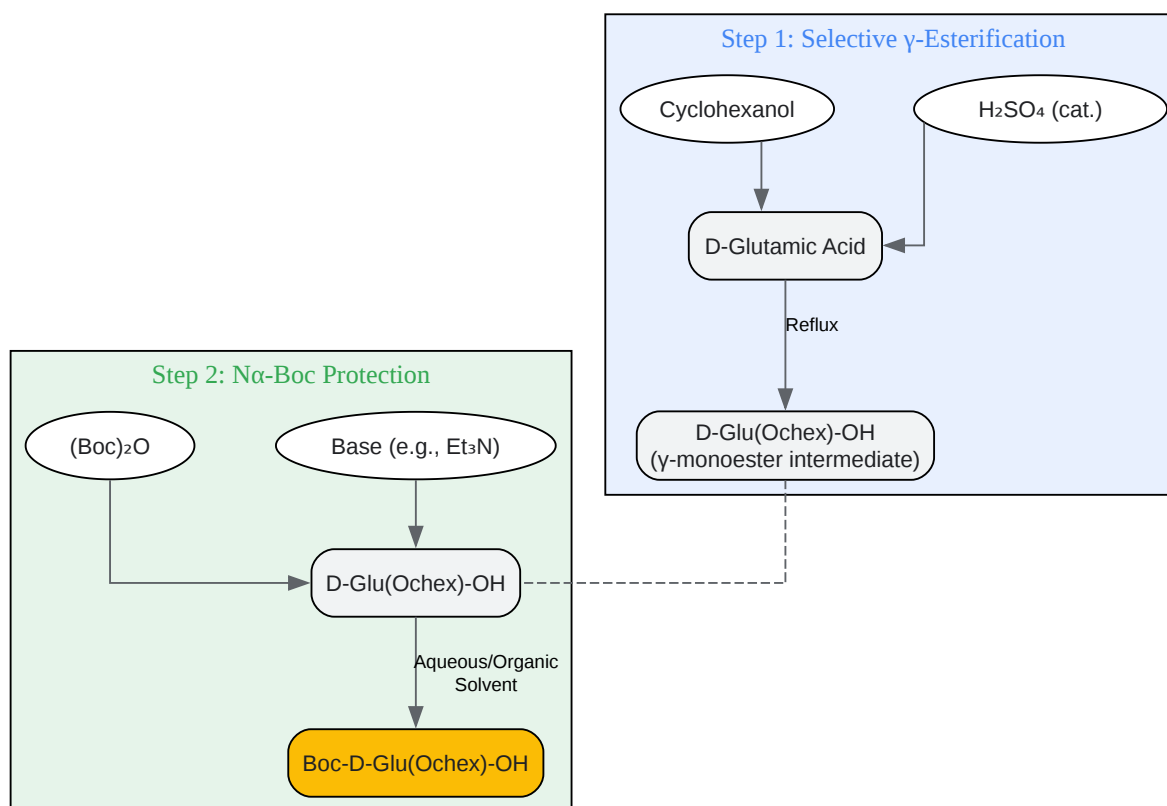 Step 1: Selective γ-Esterification
Cyclohexanol
H₂SO₄ (cat.)
D-Glutamic Acid
Reflux
D-Glu(Ochex)-OH
(γ-monoester intermediate)
Step 2: Nα-Boc Protection
(Boc)₂O
Base (e.g., Et₃N)
D-Glu(Ochex)-OH
Aqueous/Organic
Solvent
Boc-D-Glu(Ochex)-OH